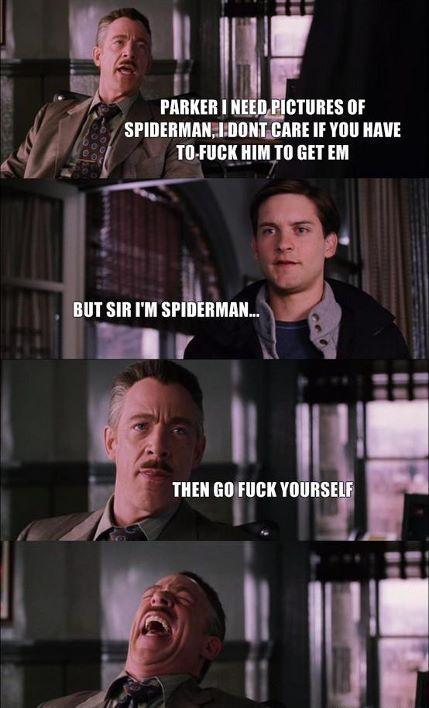 PARKER I NEED PICTURES OF
SPIDERMAN, I DONT CARE IF YOU HAVE
TO FUCK HIM TO GET EM
BUT SIR I'M SPIDERMAN...
THEN GO FUCK YOURSELF